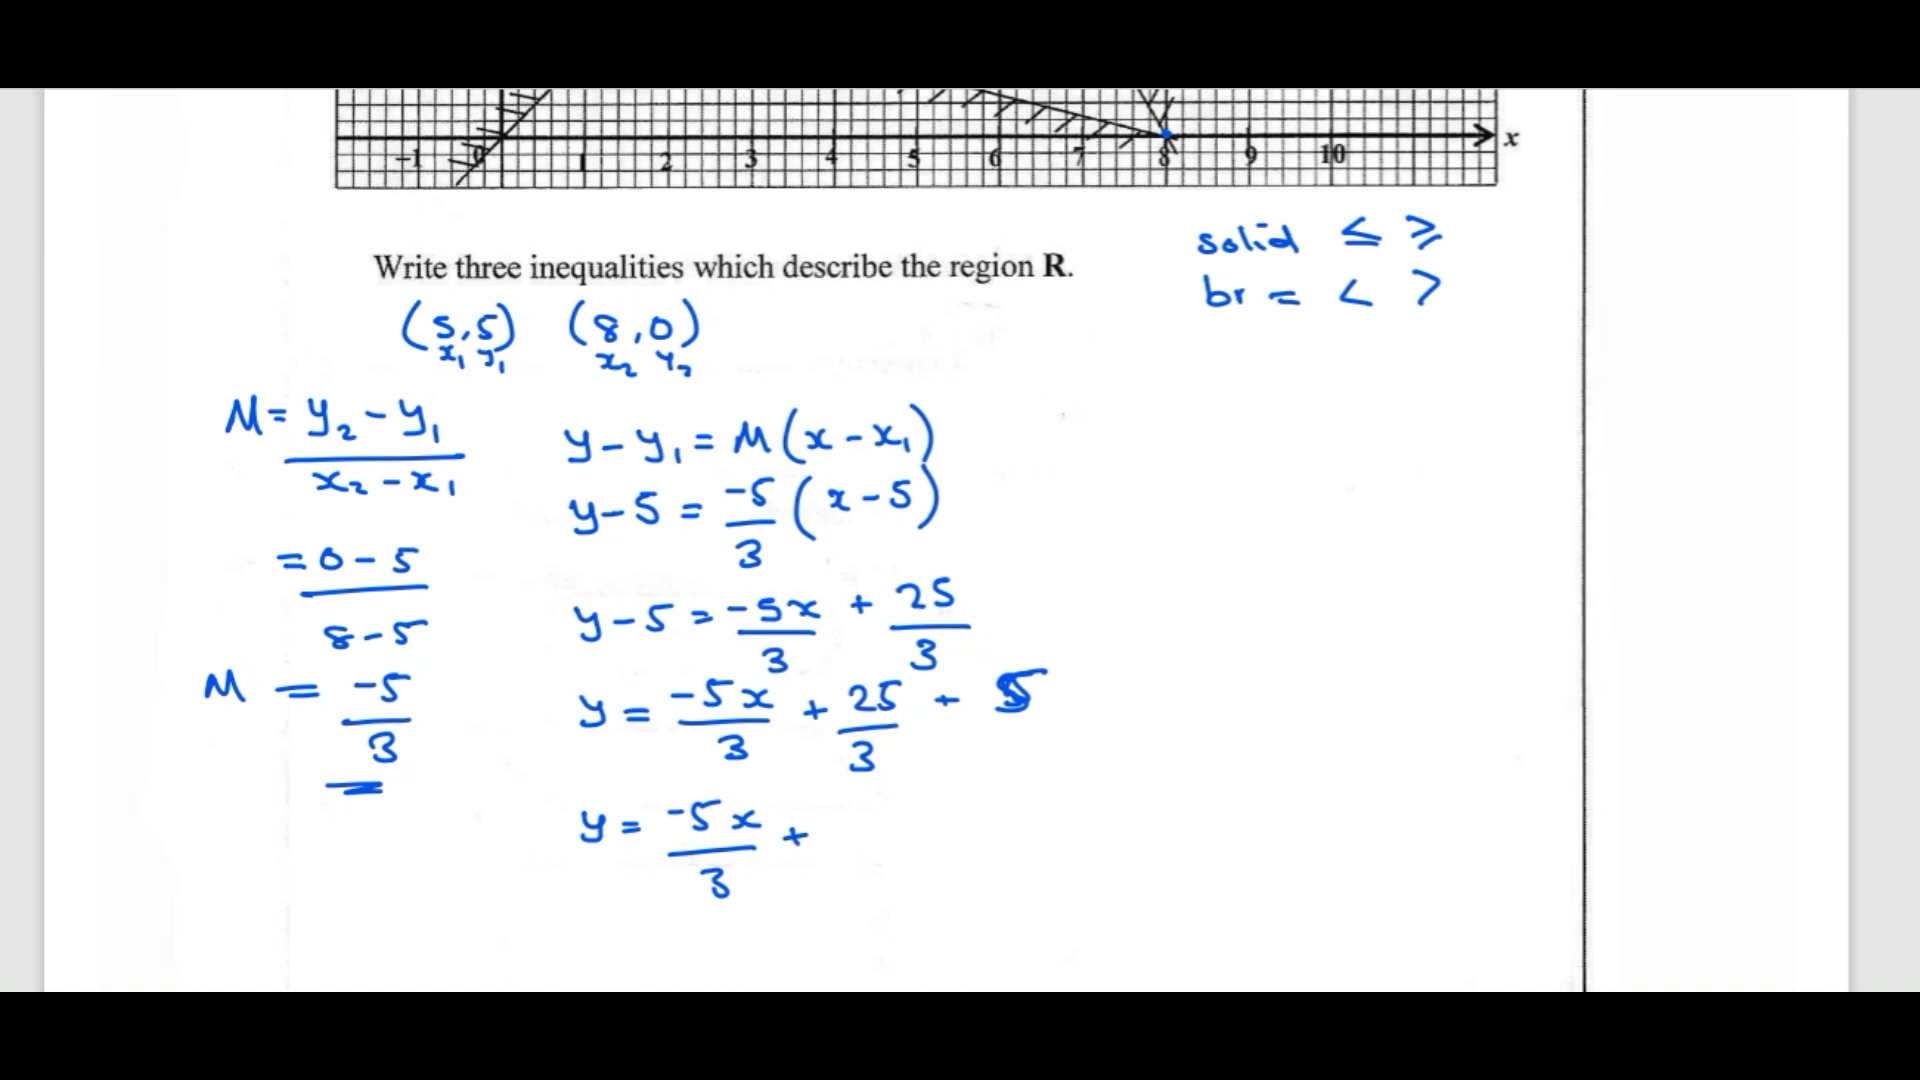 -1 0 1 2 3 4 5 6 7 8 9 10 x
Write three inequalities which describe the region R.
solid ≤ ≥
br = < >
(5,5) (8,0)
x₁ y₁ x₂ y₂
M = y₂ - y₁
x₂ - x₁
= 0 - 5
8 - 5
M = -5
3
y - y₁ = M(x - x₁)
y - 5 = -5/3 (x - 5)
y - 5 = -5x/3 + 25/3
y = -5x/3 + 25/3 + 5
y = -5x/3 +